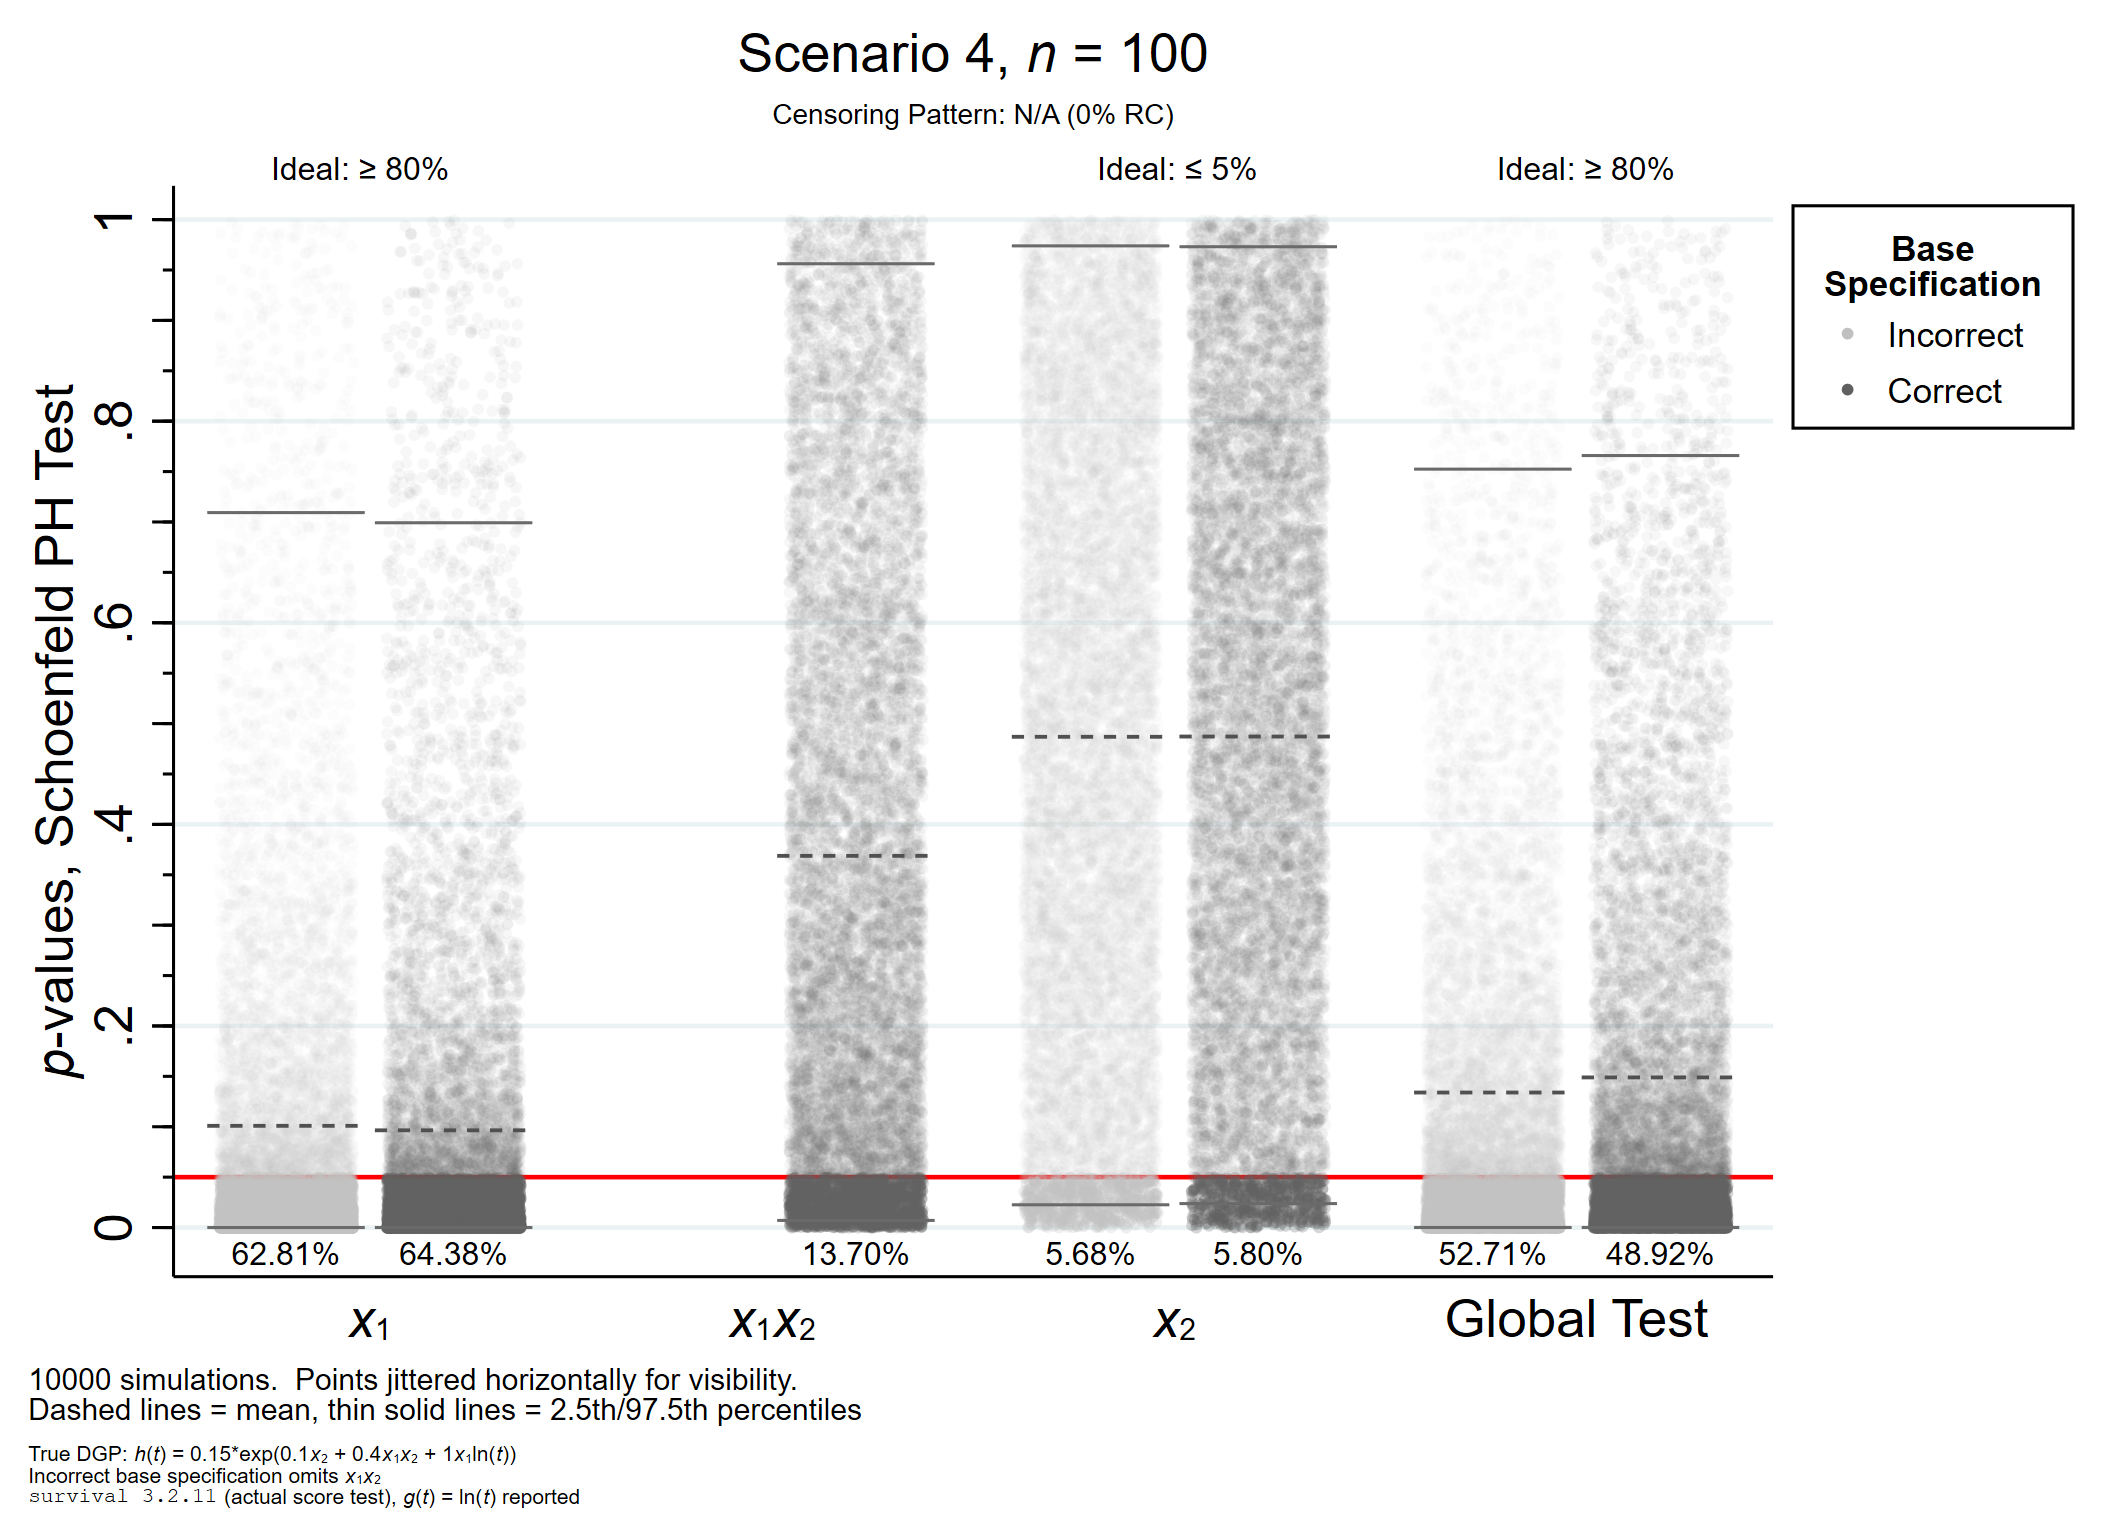 Scenario 4, n = 100
Censoring Pattern: N/A (0% RC)
Ideal: ≥ 80%
Ideal: ≤ 5%
Ideal: ≥ 80%
p-values, Schoenfeld PH Test
1
.8
.6
.4
.2
0
Base
Specification
Incorrect
Correct
62.81%
64.38%
13.70%
5.68%
5.80%
52.71%
48.92%
x₁
x₁x₂
x₂
Global Test
10000 simulations.  Points jittered horizontally for visibility.
Dashed lines = mean, thin solid lines = 2.5th/97.5th percentiles
True DGP: h(t) = 0.15*exp(0.1x₂ + 0.4x₁x₂ + 1x₁ln(t))
Incorrect base specification omits x₁x₂
survival 3.2.11 (actual score test), g(t) = ln(t) reported